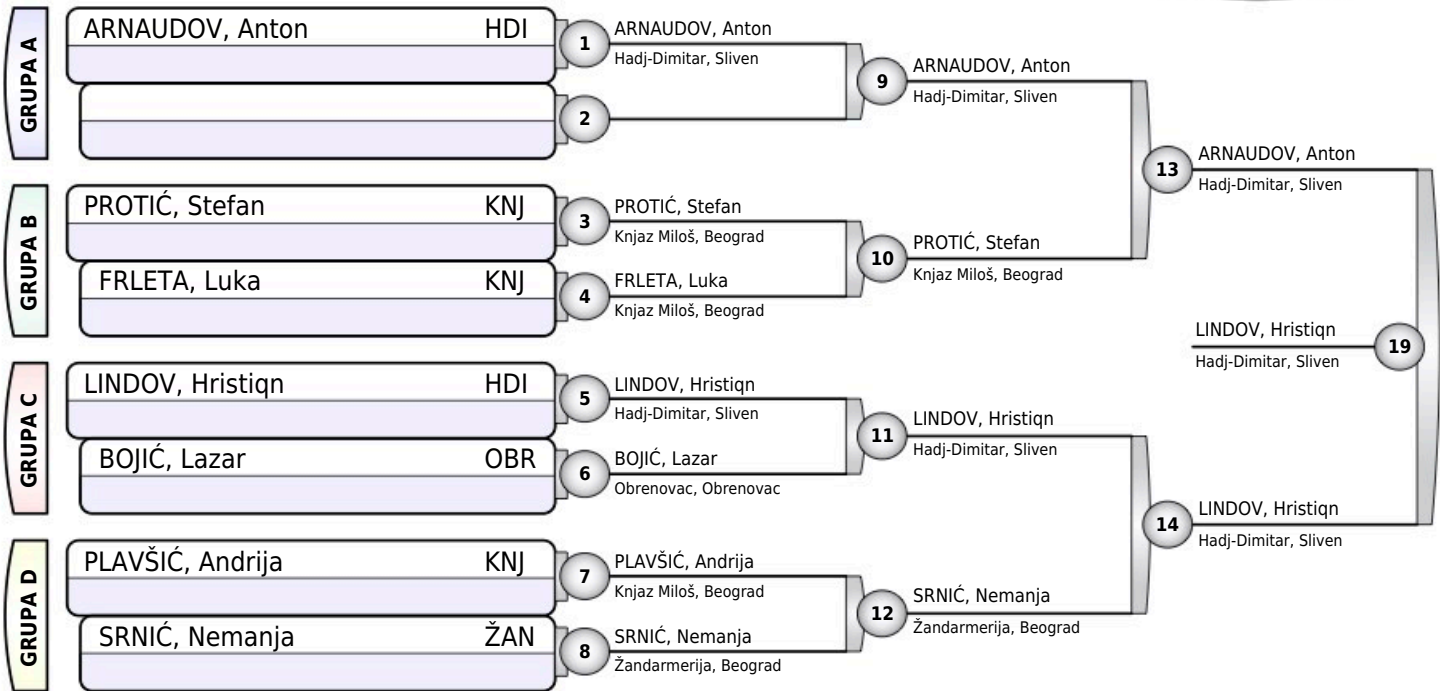 GRUPA A
ARNAUDOV, Anton HDI
1
ARNAUDOV, Anton
Hadj-Dimitar, Sliven
2
9
ARNAUDOV, Anton
Hadj-Dimitar, Sliven
GRUPA B
PROTIĆ, Stefan KNJ
3
PROTIĆ, Stefan
Knjaz Miloš, Beograd
FRLETA, Luka KNJ
4
FRLETA, Luka
Knjaz Miloš, Beograd
10
PROTIĆ, Stefan
Knjaz Miloš, Beograd
13
ARNAUDOV, Anton
Hadj-Dimitar, Sliven
GRUPA C
LINDOV, Hristiqn HDI
5
LINDOV, Hristiqn
Hadj-Dimitar, Sliven
BOJIĆ, Lazar OBR
6
BOJIĆ, Lazar
Obrenovac, Obrenovac
11
LINDOV, Hristiqn
Hadj-Dimitar, Sliven
GRUPA D
PLAVŠIĆ, Andrija KNJ
7
PLAVŠIĆ, Andrija
Knjaz Miloš, Beograd
SRNIĆ, Nemanja ŽAN
8
SRNIĆ, Nemanja
Žandarmerija, Beograd
12
SRNIĆ, Nemanja
Žandarmerija, Beograd
14
LINDOV, Hristiqn
Hadj-Dimitar, Sliven
LINDOV, Hristiqn
Hadj-Dimitar, Sliven
19